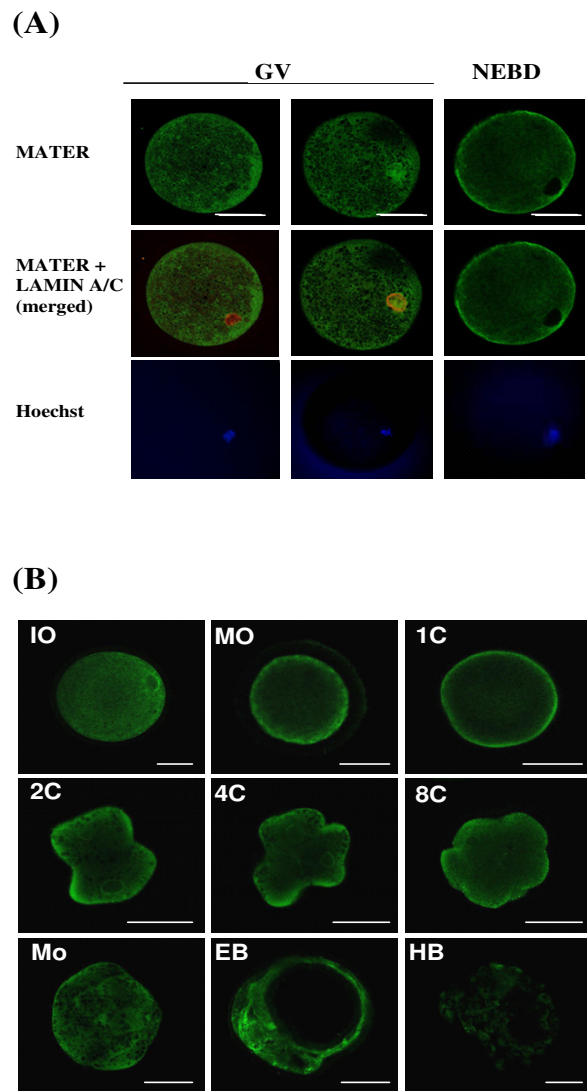 (A)
GV NEBD
MATER
MATER +
LAMIN A/C
(merged)
Hoechst
(B)
IO MO 1C
2C 4C 8C
Mo EB HB